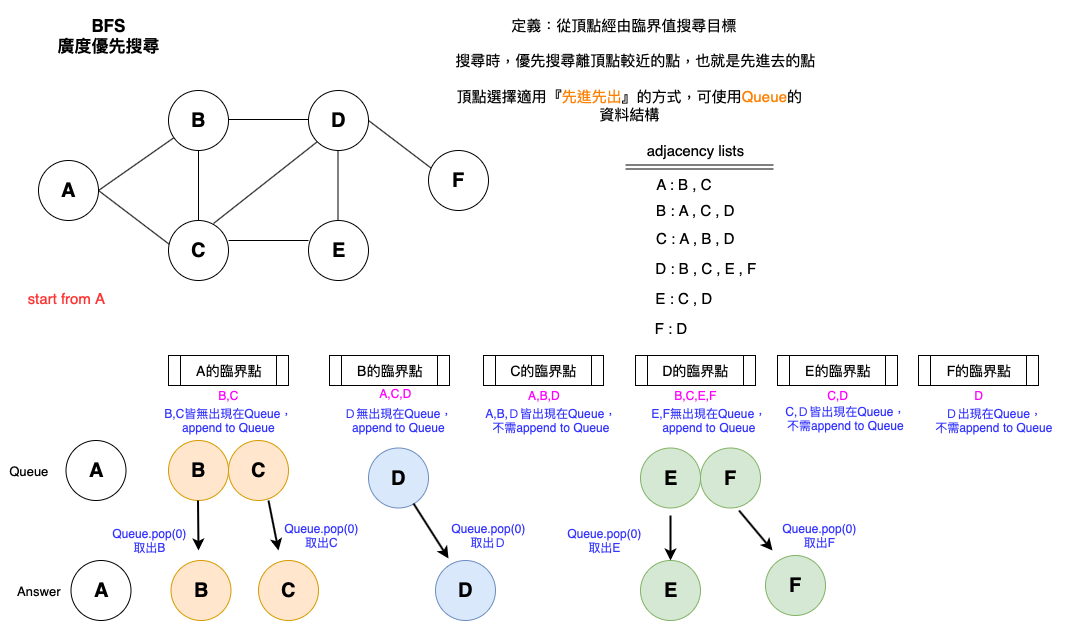 BFS
廣度優先搜尋
定義：從頂點經由臨界值搜尋目標
搜尋時，優先搜尋離頂點較近的點，也就是先進去的點
頂點選擇適用『先進先出』的方式，可使用Queue的
資料結構
B
D
A
F
C
E
start from A
adjacency lists
A : B , C
B : A , C , D
C : A , B , D
D : B , C , E , F
E : C , D
F : D
A的臨界點
B,C
B,C皆無出現在Queue，
append to Queue
B的臨界點
A,C,D
D無出現在Queue，
append to Queue
C的臨界點
A,B,D
A,B,D皆出現在Queue，
不需append to Queue
D的臨界點
B,C,E,F
E,F無出現在Queue，
append to Queue
E的臨界點
C,D
C,D皆出現在Queue，
不需append to Queue
F的臨界點
D
D出現在Queue，
不需append to Queue
Queue
A
B
C
D
E
F
Queue.pop(0)
取出B
Queue.pop(0)
取出C
Queue.pop(0)
取出D
Queue.pop(0)
取出E
Queue.pop(0)
取出F
Answer
A
B
C
D
E
F